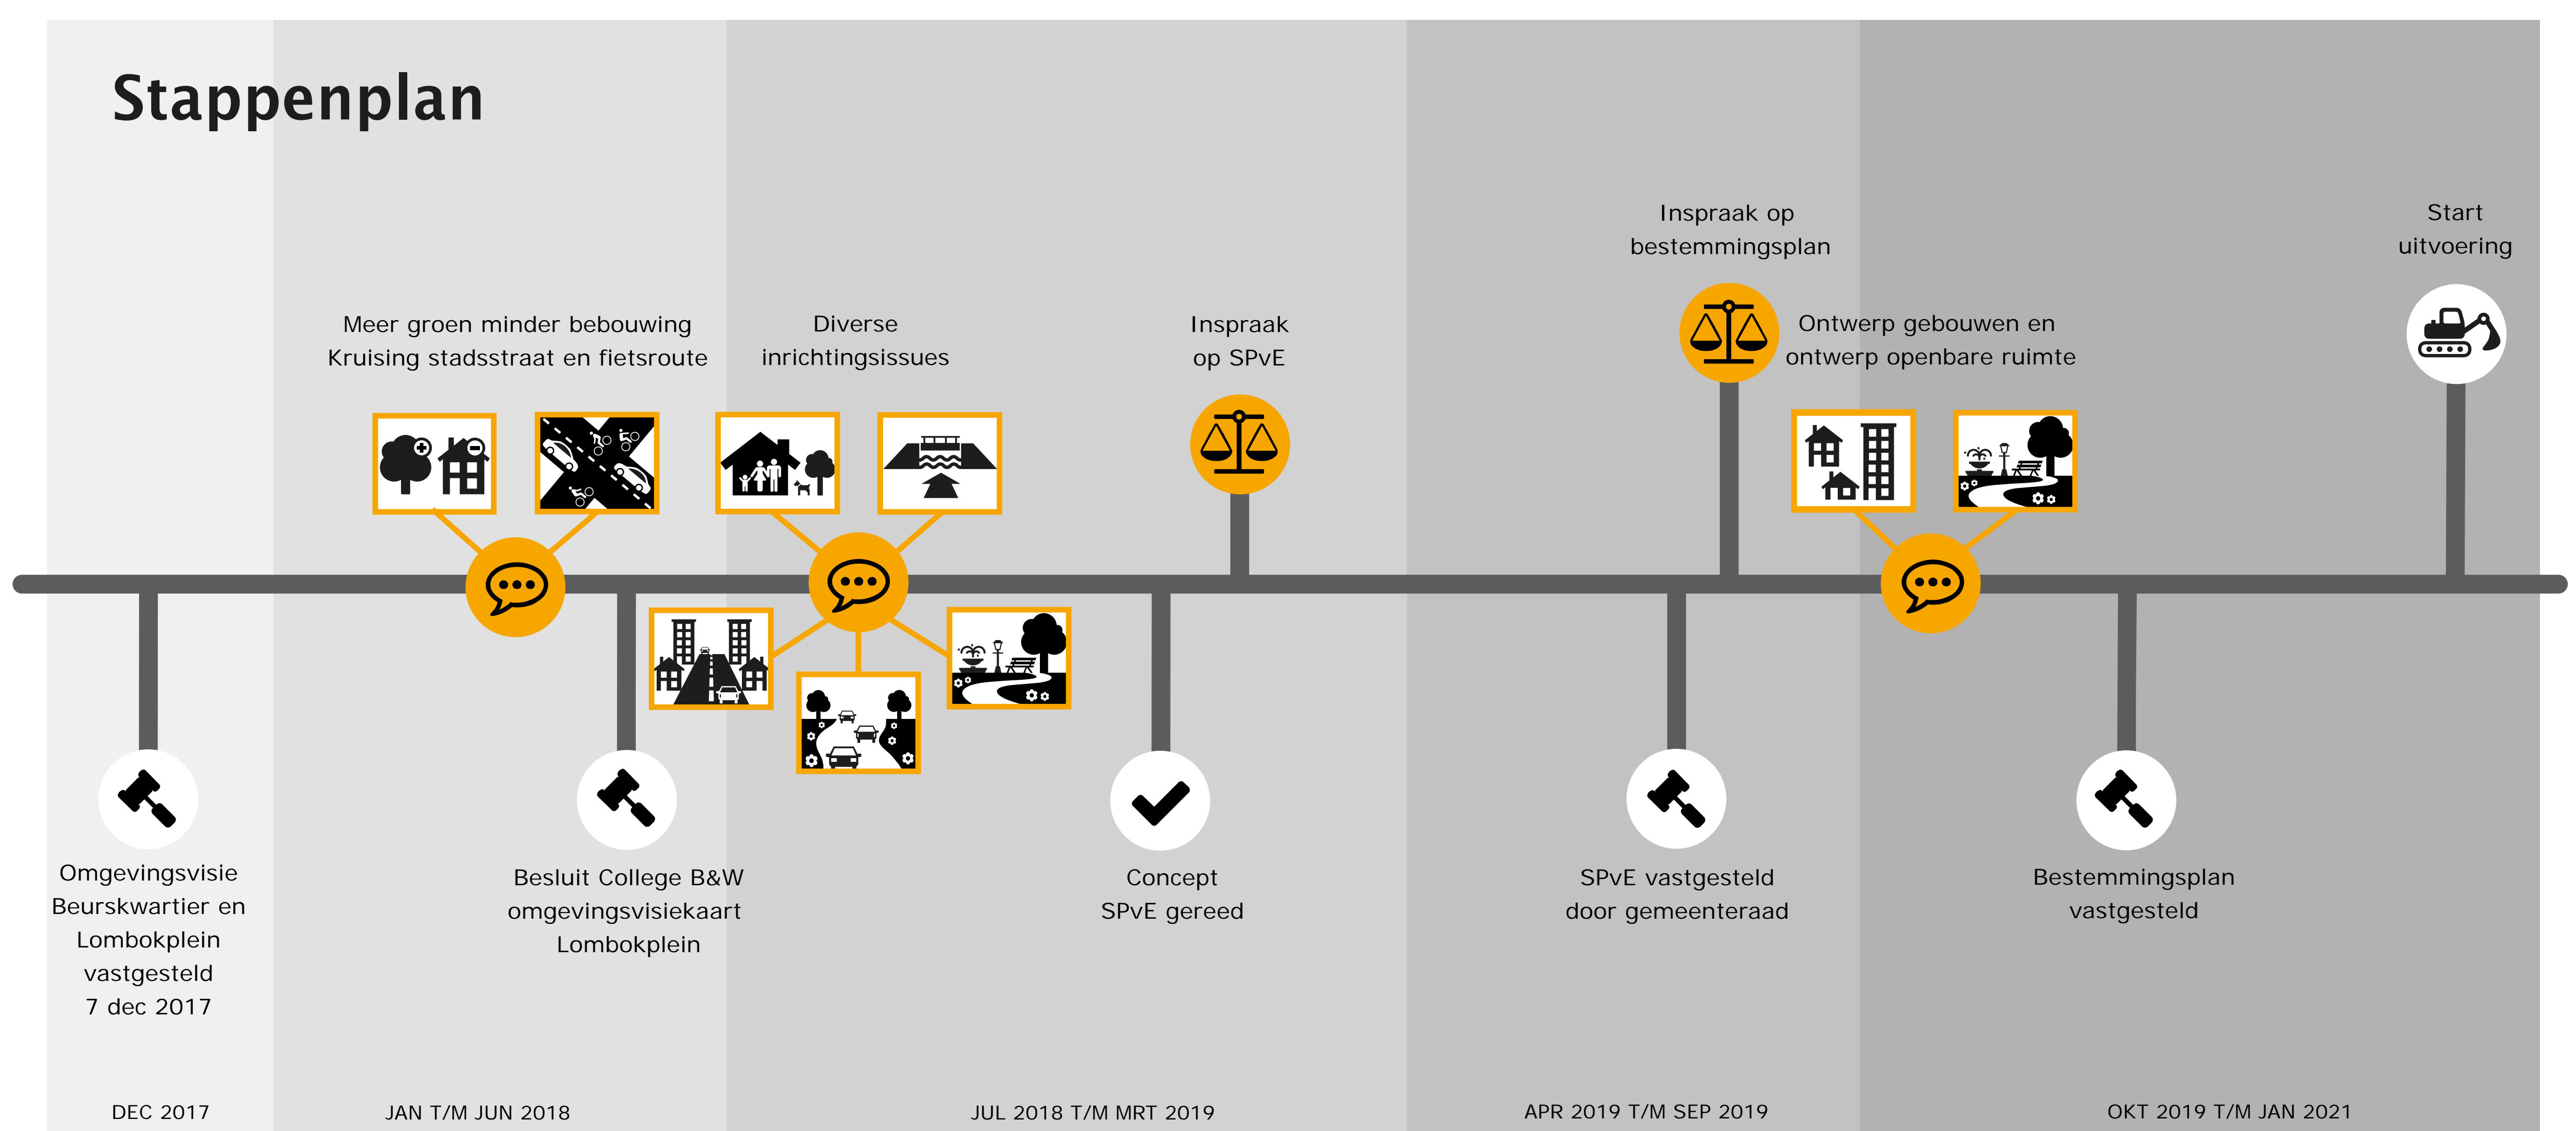 Stappenplan
Meer groen minder bebouwing
Kruising stadsstraat en fietsroute
Diverse
inrichtingsissues
Inspraak
op SPvE
Inspraak op
bestemmingsplan
Ontwerp gebouwen en
ontwerp openbare ruimte
Start
uitvoering
Omgevingsvisie
Beurskwartier en
Lombokplein
vastgesteld
7 dec 2017
Besluit College B&W
omgevingsvisiekaart
Lombokplein
Concept
SPvE gereed
SPvE vastgesteld
door gemeenteraad
Bestemmingsplan
vastgesteld
DEC 2017
JAN T/M JUN 2018
JUL 2018 T/M MRT 2019
APR 2019 T/M SEP 2019
OKT 2019 T/M JAN 2021